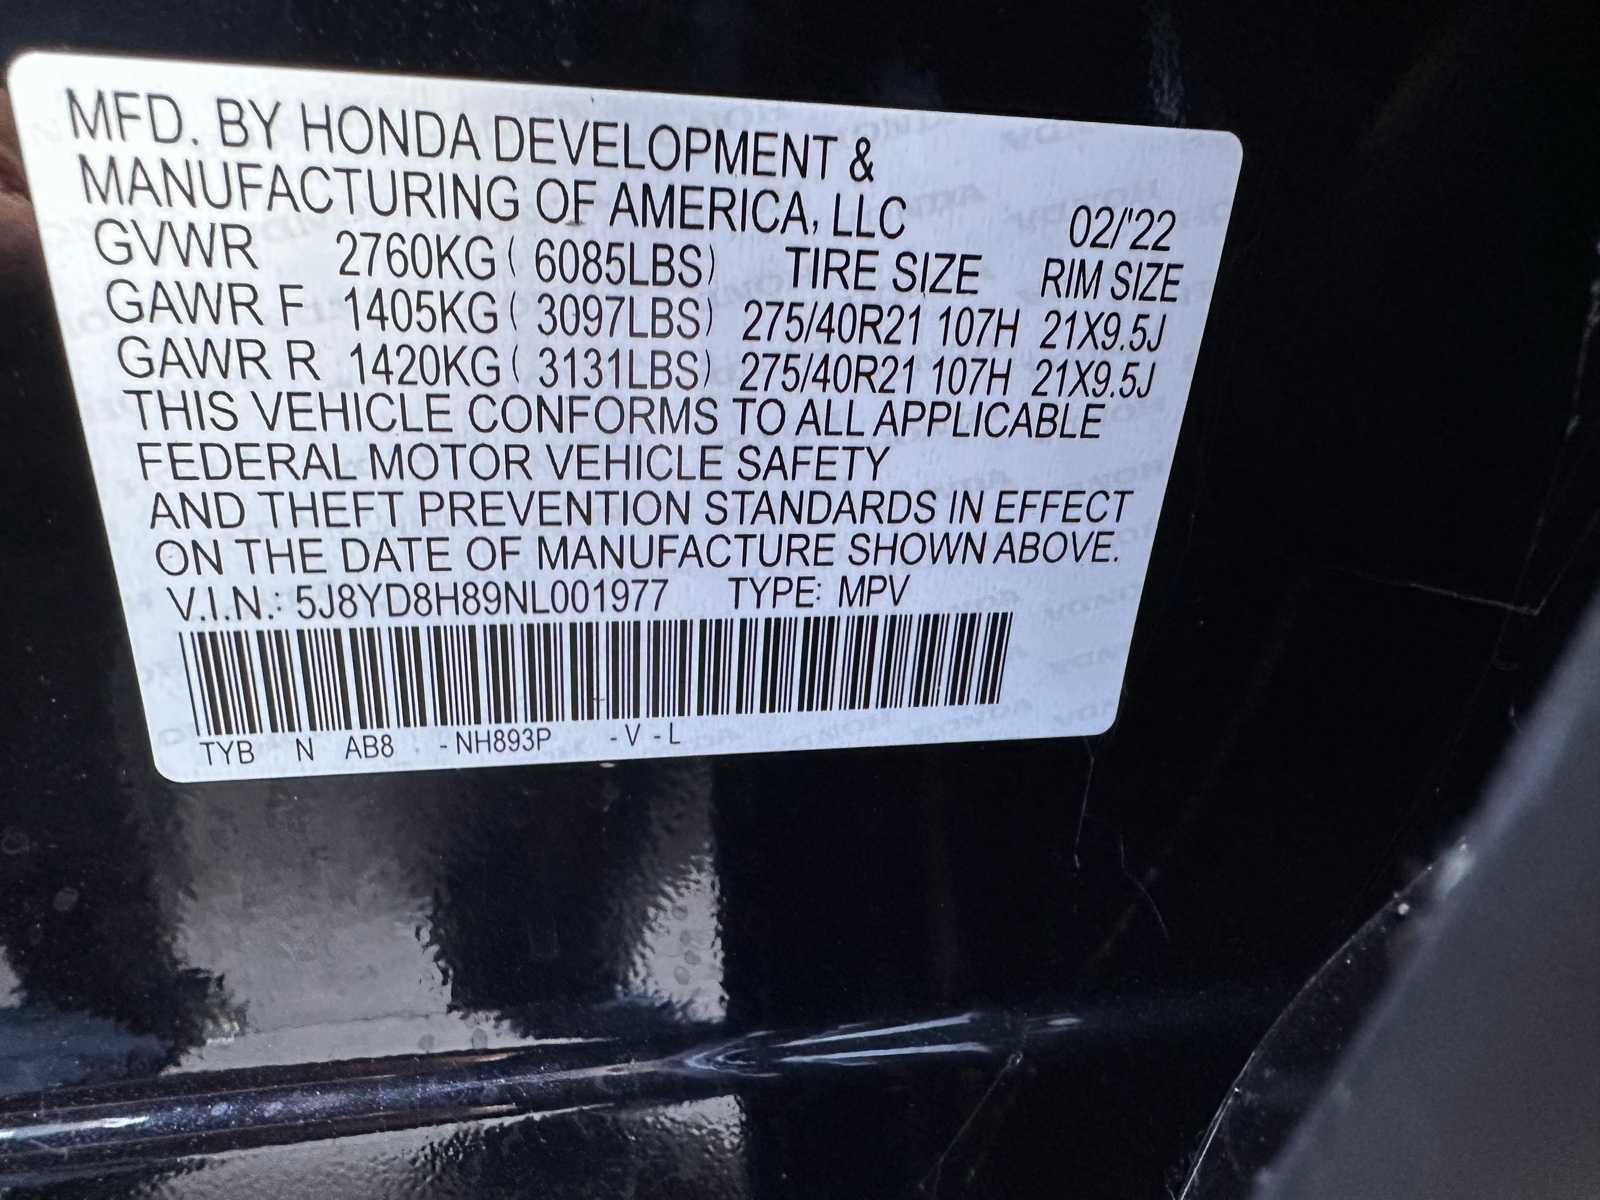 MFD. BY HONDA DEVELOPMENT &
MANUFACTURING OF AMERICA, LLC 02/'22
GVWR 2760KG ( 6085LBS) TIRE SIZE RIM SIZE
GAWR F 1405KG ( 3097LBS) 275/40R21 107H 21X9.5J
GAWR R 1420KG ( 3131LBS) 275/40R21 107H 21X9.5J
THIS VEHICLE CONFORMS TO ALL APPLICABLE
FEDERAL MOTOR VEHICLE SAFETY
AND THEFT PREVENTION STANDARDS IN EFFECT
ON THE DATE OF MANUFACTURE SHOWN ABOVE.
V.I.N.: 5J8YD8H89NL001977 TYPE: MPV
TYB N AB8 - NH893P - V - L